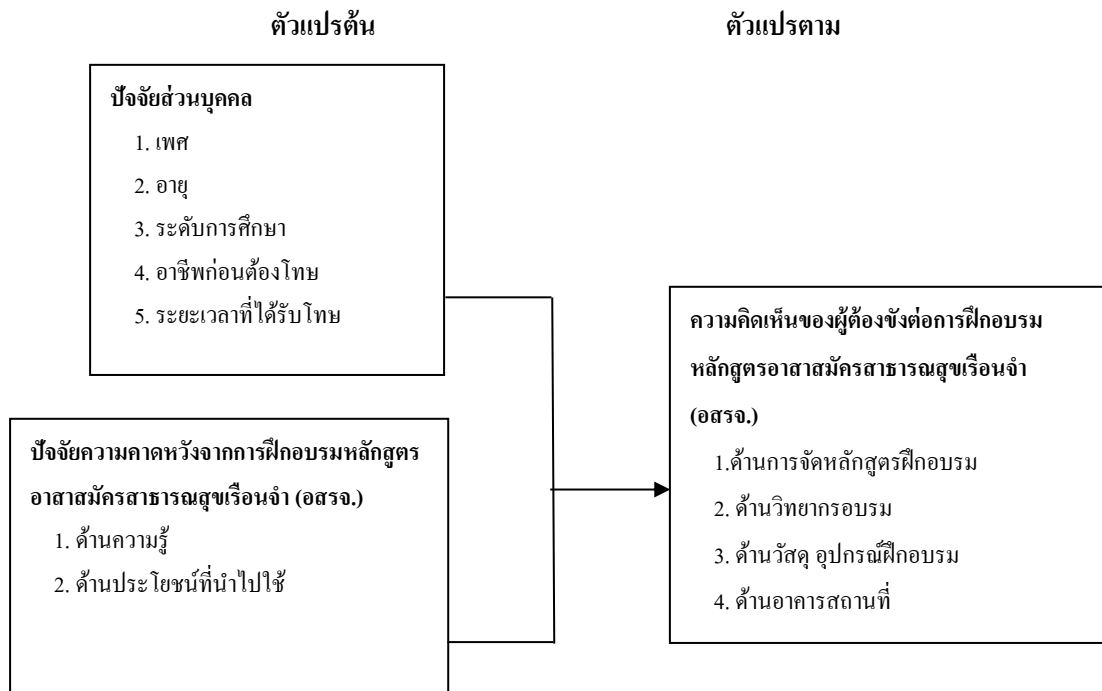 ตัวแปรต้น
ตัวแปรตาม
ปัจจัยส่วนบุคคล
1. เพศ
2. อายุ
3. ระดับการศึกษา
4. อาชีพก่อนต้องโทษ
5. ระยะเวลาที่ได้รับโทษ
ปัจจัยความคาดหวังจากการฝึกอบรมหลักสูตร
อาสาสมัครสาธารณสุขเรือนจำ (อสรจ.)
1. ด้านความรู้
2. ด้านประโยชน์ที่นำไปใช้
ความคิดเห็นของผู้ต้องขังต่อการฝึกอบรม
หลักสูตรอาสาสมัครสาธารณสุขเรือนจำ
(อสรจ.)
1.ด้านการจัดหลักสูตรฝึกอบรม
2. ด้านวิทยากรอบรม
3. ด้านวัสดุ อุปกรณ์ฝึกอบรม
4. ด้านอาคารสถานที่